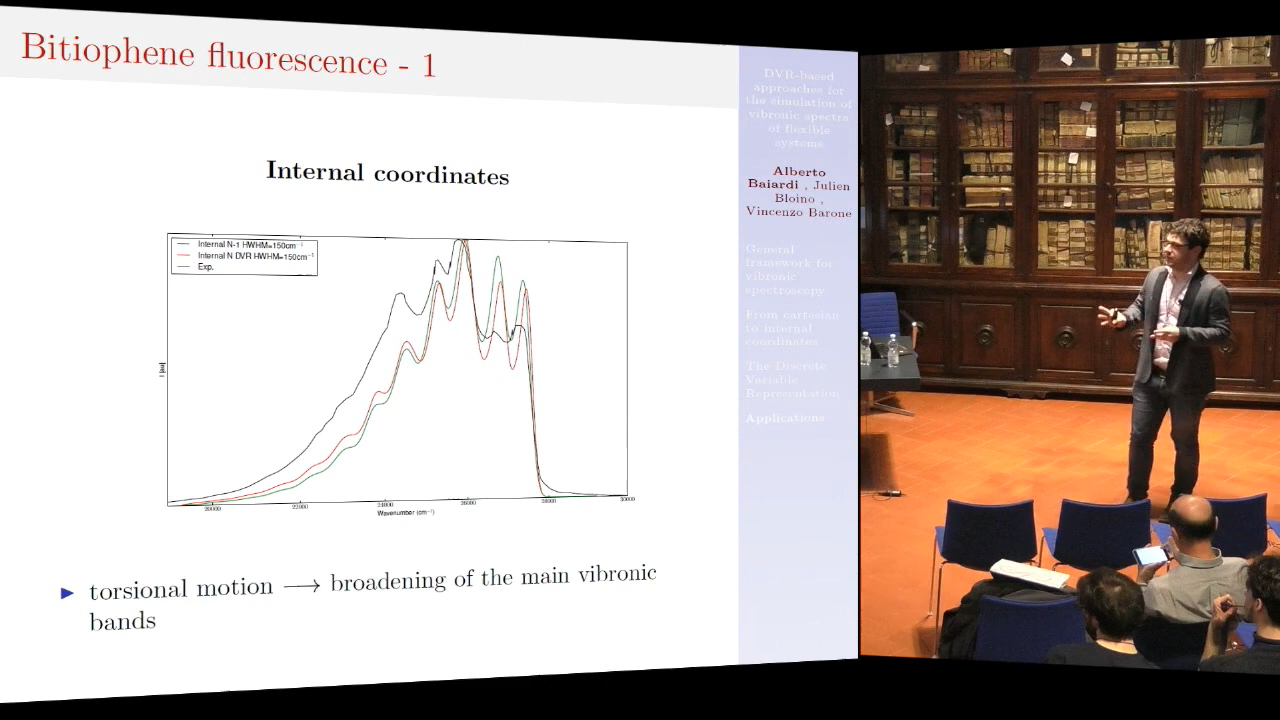 Bitiophene fluorescence - 1
Internal coordinates
Internal N-1 HWHM=150cm⁻¹
Internal N DVR HWHM=150cm⁻¹
Exp.
I [au]
20000 22000 24000 26000 28000 30000
Wavenumber (cm⁻¹)
► torsional motion ⟶ broadening of the main vibronic
bands
DVR-based
approaches for
the simulation of
vibronic spectra
of flexible
systems
Alberto
Baiardi , Julien
Bloino ,
Vincenzo Barone
General
framework for
vibronic
spectroscopy
From cartesian
to internal
coordinates
The Discrete
Variable
Representation
Applications